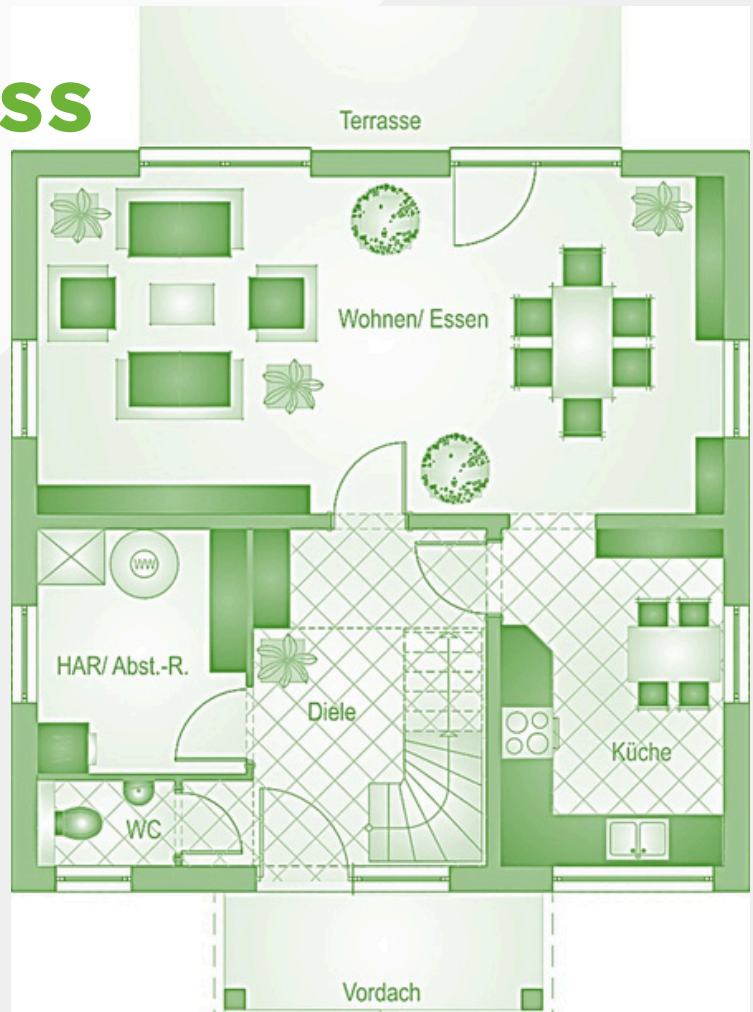 ss
Terrasse
Wohnen/ Essen
WW
HAR/ Abst.-R.
Diele
Küche
WC
Vordach